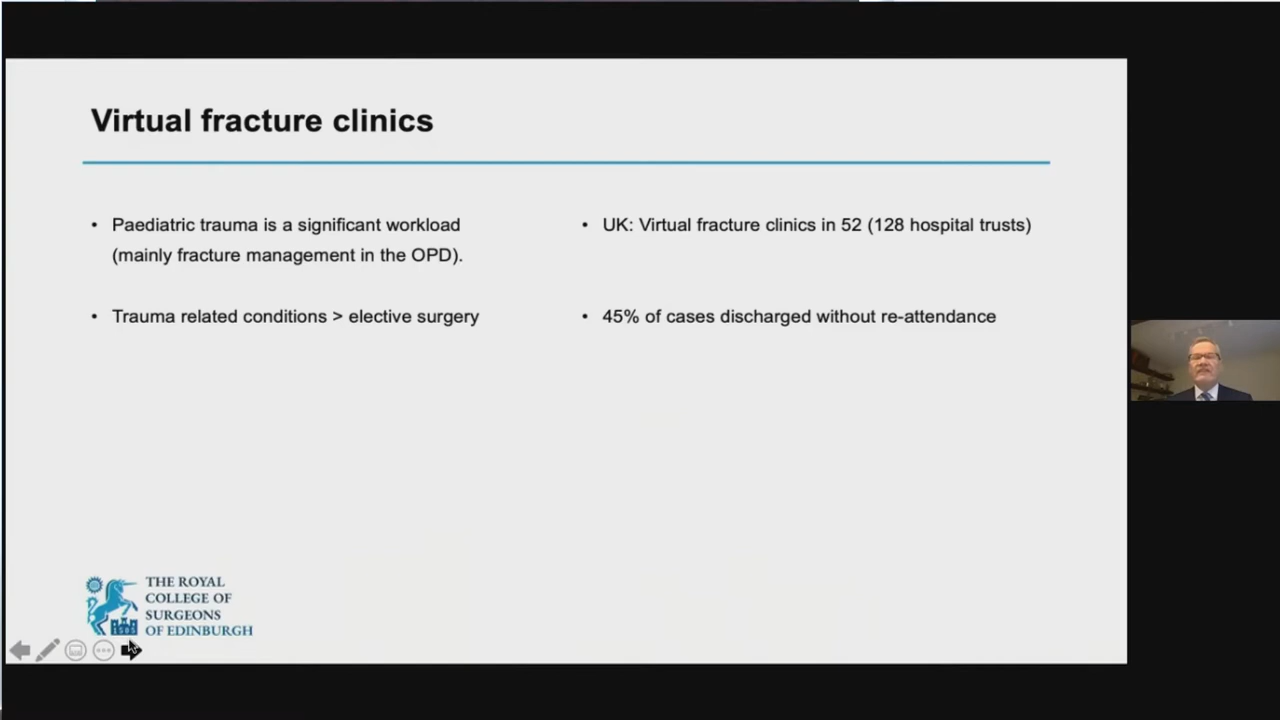 Virtual fracture clinics
• Paediatric trauma is a significant workload
(mainly fracture management in the OPD).
• Trauma related conditions > elective surgery
• UK: Virtual fracture clinics in 52 (128 hospital trusts)
• 45% of cases discharged without re-attendance
THE ROYAL
COLLEGE OF
SURGEONS
OF EDINBURGH